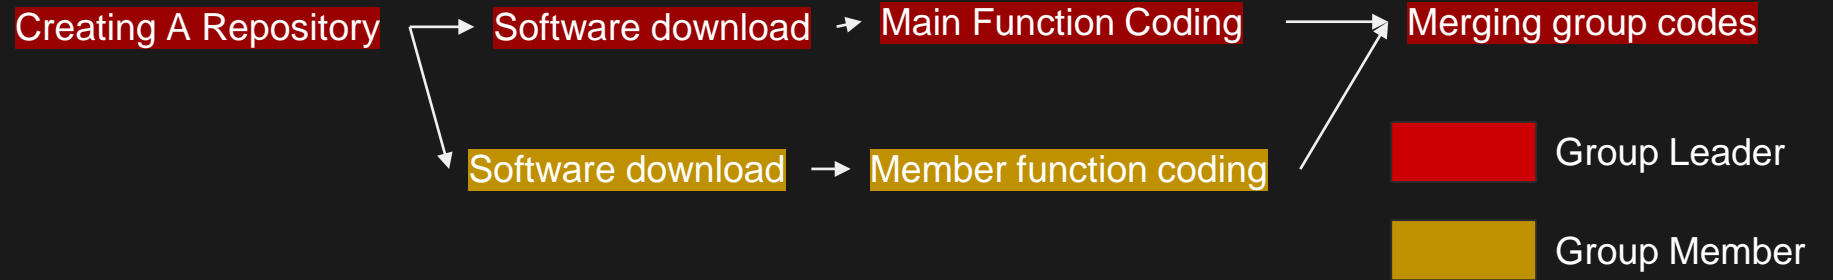 Creating A Repository
Software download
Main Function Coding
Merging group codes
Software download
Member function coding
Group Leader
Group Member